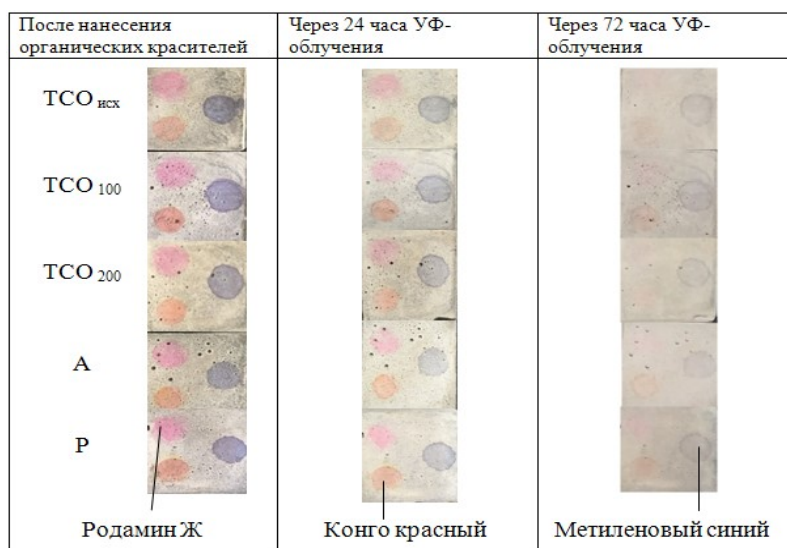 После нанесения
органических красителей
Через 24 часа УФ-
облучения
Через 72 часа УФ-
облучения
ТСО исх
ТСО 100
ТСО 200
А
Р
Родамин Ж
Конго красный
Метиленовый синий